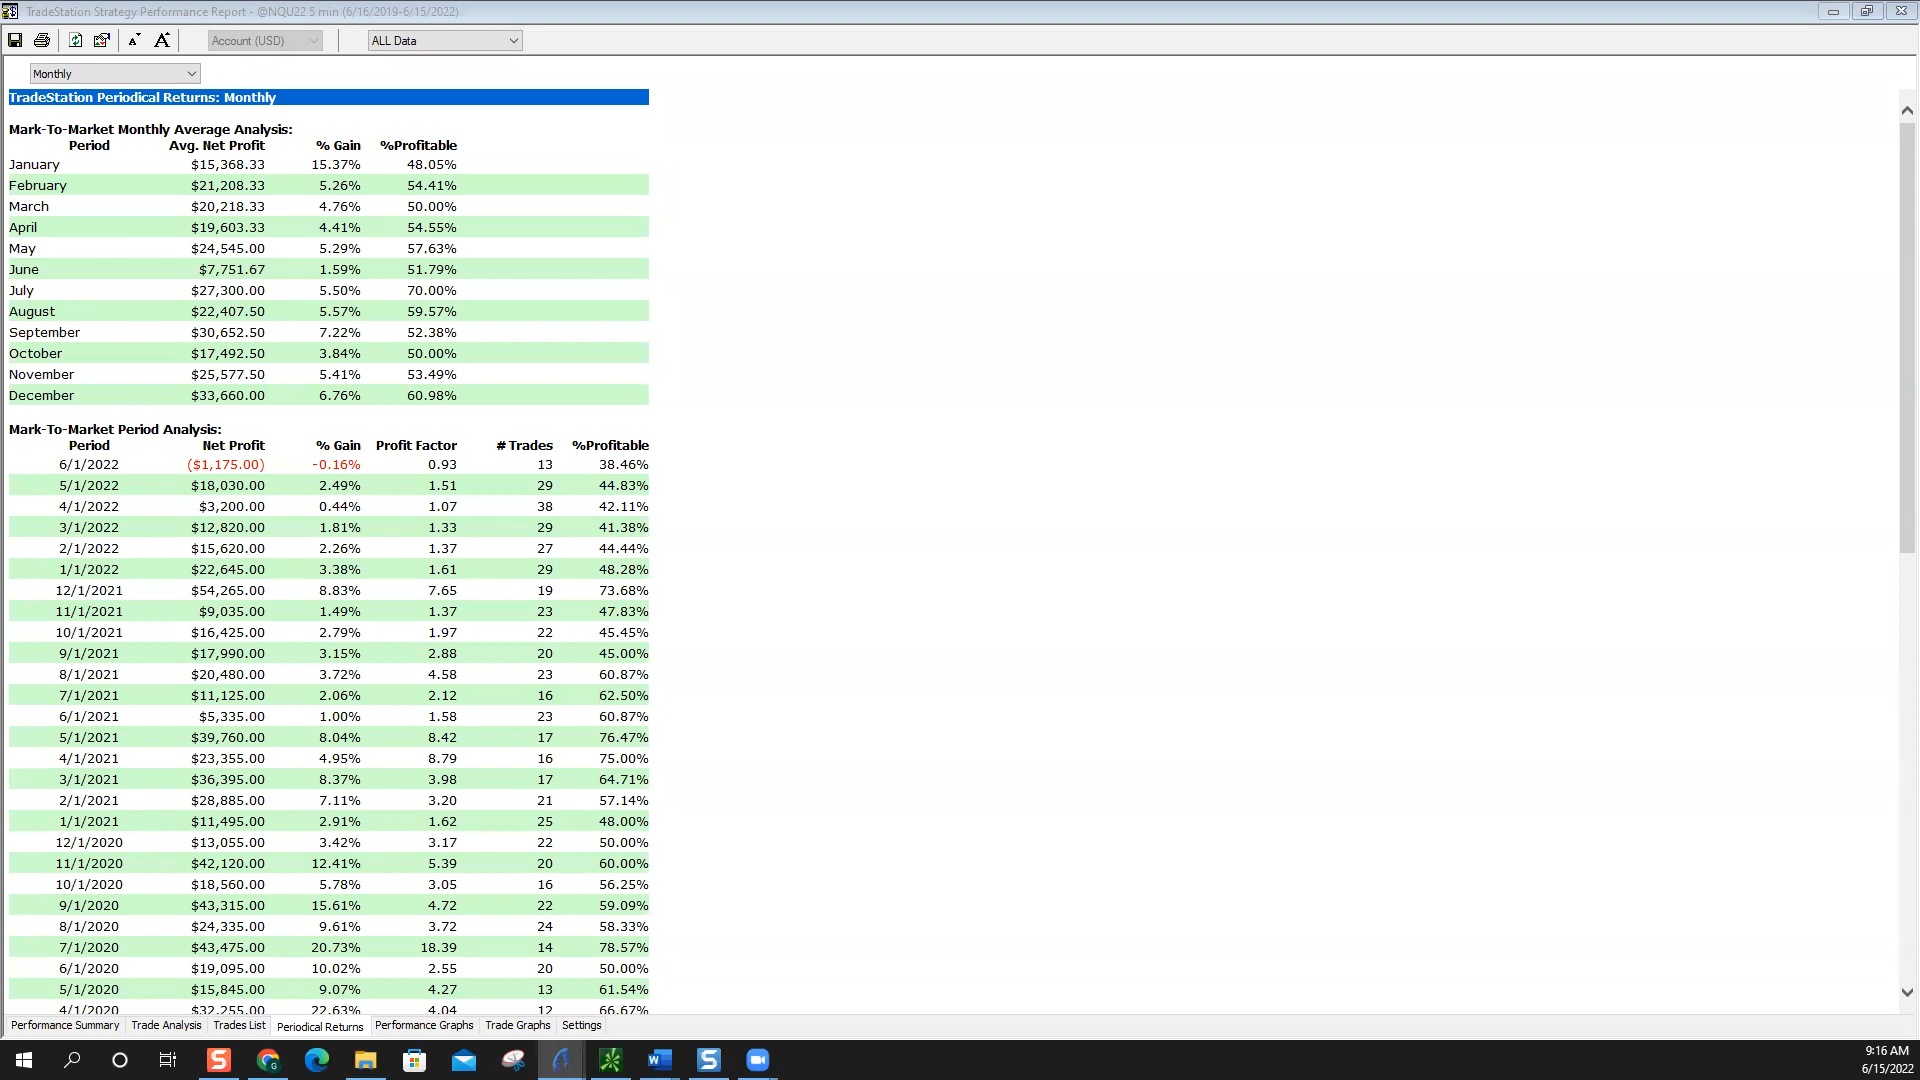 TradeStation Strategy Performance Report - @NQU22 5 min (6/16/2019-6/15/2022)
Account (USD) ALL Data
Monthly
TradeStation Periodical Returns: Monthly
Mark-To-Market Monthly Average Analysis:
Period Avg. Net Profit % Gain %Profitable
January $15,368.33 15.37% 48.05%
February $21,208.33 5.26% 54.41%
March $20,218.33 4.76% 50.00%
April $19,603.33 4.41% 54.55%
May $24,545.00 5.29% 57.63%
June $7,751.67 1.59% 51.79%
July $27,300.00 5.50% 70.00%
August $22,407.50 5.57% 59.57%
September $30,652.50 7.22% 52.38%
October $17,492.50 3.84% 50.00%
November $25,577.50 5.41% 53.49%
December $33,660.00 6.76% 60.98%
Mark-To-Market Period Analysis:
Period Net Profit % Gain Profit Factor # Trades %Profitable
6/1/2022 ($1,175.00) -0.16% 0.93 13 38.46%
5/1/2022 $18,030.00 2.49% 1.51 29 44.83%
4/1/2022 $3,200.00 0.44% 1.07 38 42.11%
3/1/2022 $12,820.00 1.81% 1.33 29 41.38%
2/1/2022 $15,620.00 2.26% 1.37 27 44.44%
1/1/2022 $22,645.00 3.38% 1.61 29 48.28%
12/1/2021 $54,265.00 8.83% 7.65 19 73.68%
11/1/2021 $9,035.00 1.49% 1.37 23 47.83%
10/1/2021 $16,425.00 2.79% 1.97 22 45.45%
9/1/2021 $17,990.00 3.15% 2.88 20 45.00%
8/1/2021 $20,480.00 3.72% 4.58 23 60.87%
7/1/2021 $11,125.00 2.06% 2.12 16 62.50%
6/1/2021 $5,335.00 1.00% 1.58 23 60.87%
5/1/2021 $39,760.00 8.04% 8.42 17 76.47%
4/1/2021 $23,355.00 4.95% 8.79 16 75.00%
3/1/2021 $36,395.00 8.37% 3.98 17 64.71%
2/1/2021 $28,885.00 7.11% 3.20 21 57.14%
1/1/2021 $11,495.00 2.91% 1.62 25 48.00%
12/1/2020 $13,055.00 3.42% 3.17 22 50.00%
11/1/2020 $42,120.00 12.41% 5.39 20 60.00%
10/1/2020 $18,560.00 5.78% 3.05 16 56.25%
9/1/2020 $43,315.00 15.61% 4.72 22 59.09%
8/1/2020 $24,335.00 9.61% 3.72 24 58.33%
7/1/2020 $43,475.00 20.73% 18.39 14 78.57%
6/1/2020 $19,095.00 10.02% 2.55 20 50.00%
5/1/2020 $15,845.00 9.07% 4.27 13 61.54%
4/1/2020 $32,255.00 22.63% 4.04 12 66.67%
Performance Summary Trade Analysis Trades List Periodical Returns Performance Graphs Trade Graphs Settings
9:16 AM
6/15/2022